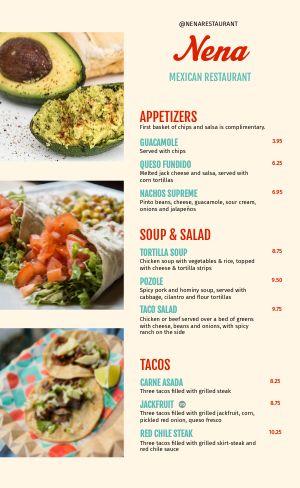 @NENARESTAURANT
Nena
MEXICAN RESTAURANT
APPETIZERS
First basket of chips and salsa is complimentary.
GUACAMOLE 3.95
Served with chips
QUESO FUNDIDO 6.25
Melted jack cheese and salsa, served with
corn tortillas
NACHOS SUPREME 6.95
Pinto beans, cheese, guacamole, sour cream,
onions and jalapeños
SOUP & SALAD
TORTILLA SOUP 8.75
Chicken soup with vegetables & rice, topped
with cheese & tortilla strips
POZOLE 9.50
Spicy pork and hominy soup, served with
cabbage, cilantro and flour tortillas
TACO SALAD 9.75
Chicken or beef served over a bed of greens
with cheese, beans and onions, with spicy
ranch on the side
TACOS
CARNE ASADA 8.25
Three tacos filled with grilled steak
JACKFRUIT 8.75
Three tacos filled with grilled jackfruit, corn,
pickled red onion, queso fresco
RED CHILE STEAK 10.25
Three tacos filled with grilled skirt-steak and
red chile sauce